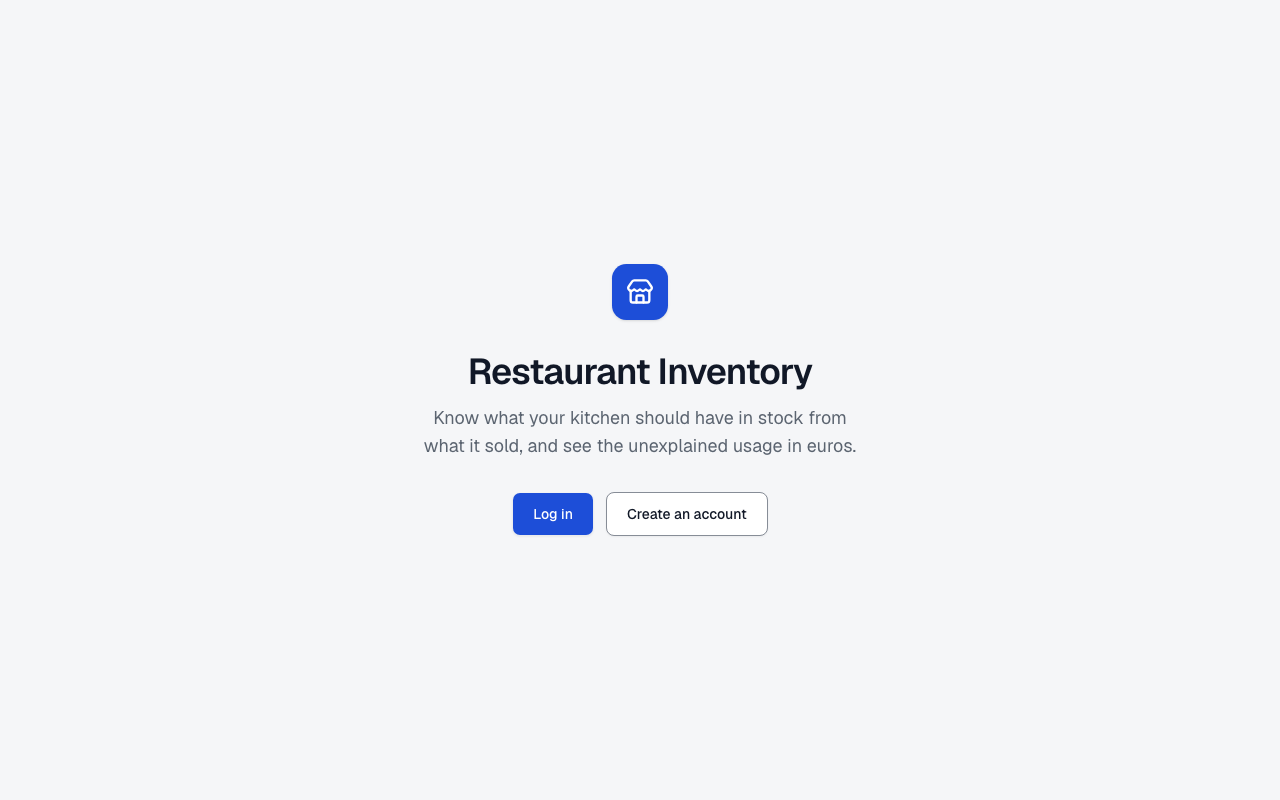 Restaurant Inventory
Know what your kitchen should have in stock from
what it sold, and see the unexplained usage in euros.
Log in
Create an account